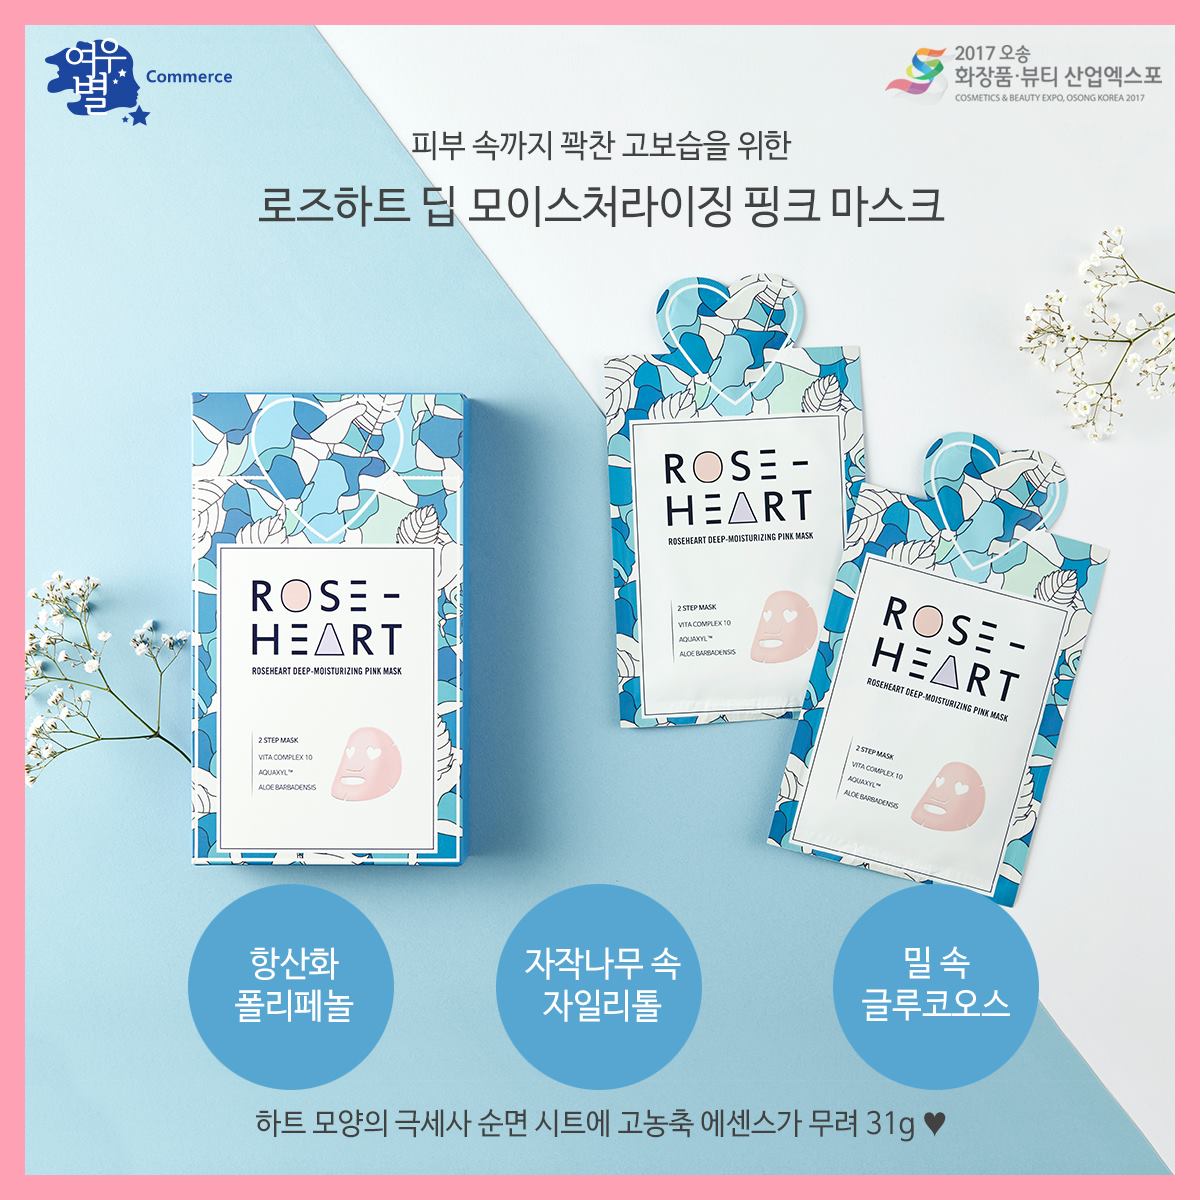 여우
별
Commerce
2017 오송
화장품·뷰티 산업엑스포
COSMETICS & BEAUTY EXPO, OSONG KOREA 2017
피부 속까지 꽉찬 고보습을 위한
로즈하트 딥 모이스처라이징 핑크 마스크
ROSE-
HEART
ROSEHEART DEEP-MOISTURIZING PINK MASK
2 STEP MASK
VITA COMPLEX 10
AQUAXYL™
ALOE BARBADENSIS
ROSE-
HEART
ROSEHEART DEEP-MOISTURIZING PINK MASK
2 STEP MASK
VITA COMPLEX 10
AQUAXYL™
ALOE BARBADENSIS
ROSE-
HEART
ROSEHEART DEEP-MOISTURIZING PINK MASK
2 STEP MASK
VITA COMPLEX 10
AQUAXYL™
ALOE BARBADENSIS
항산화
폴리페놀
자작나무 속
자일리톨
밀 속
글루코오스
하트 모양의 극세사 순면 시트에 고농축 에센스가 무려 31g ♥